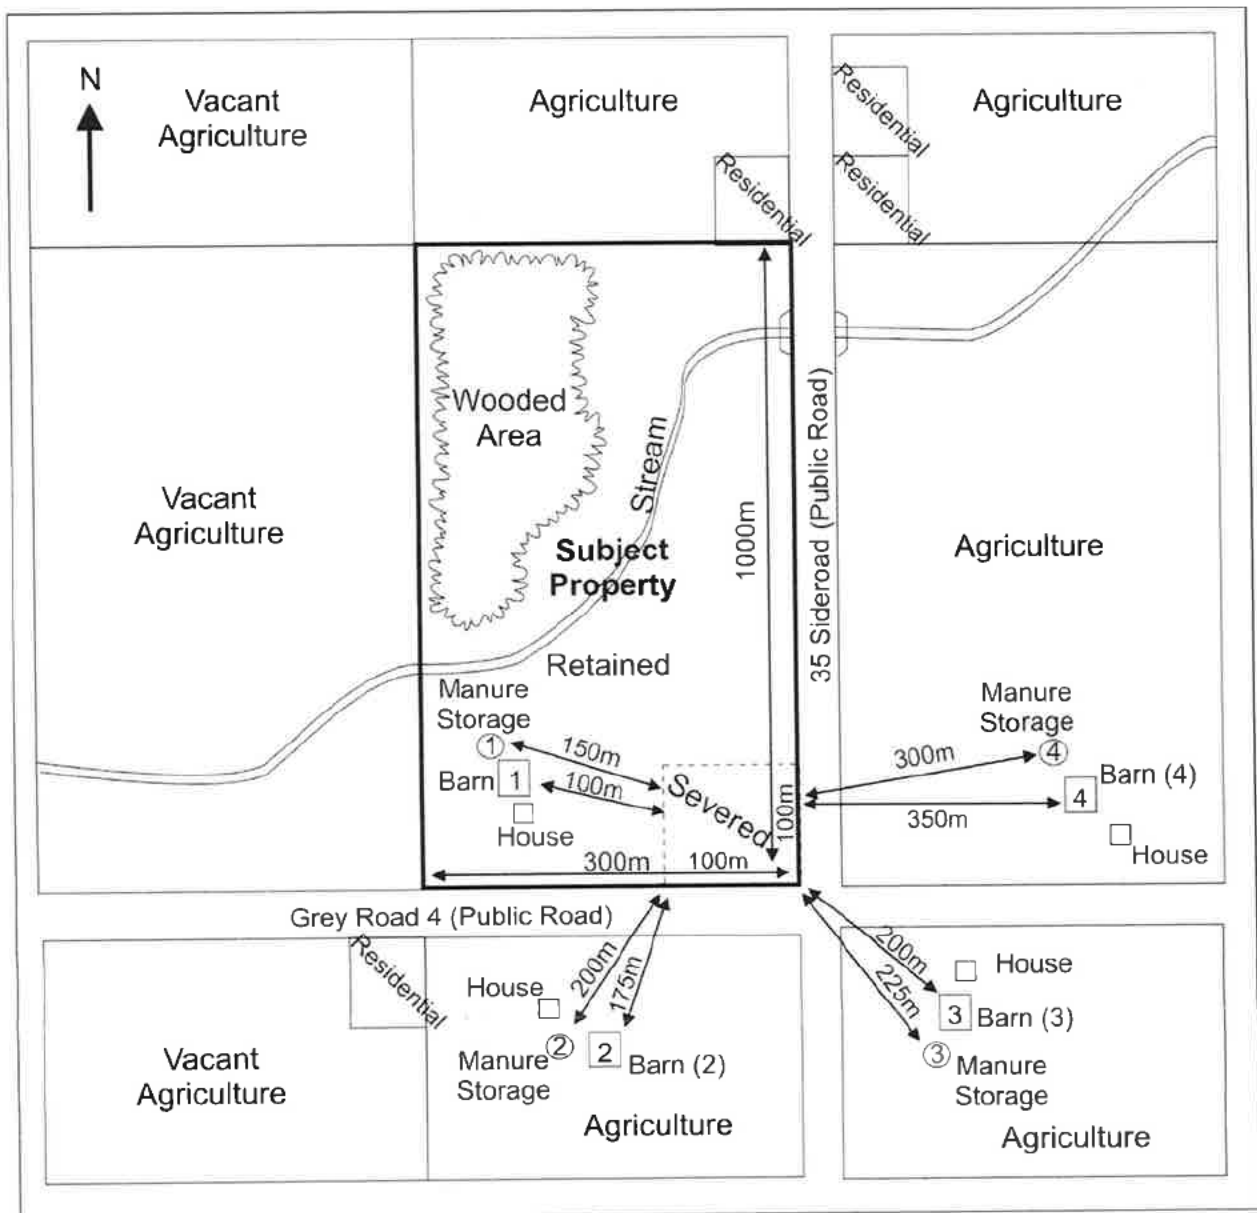 N
Vacant
Agriculture
Agriculture
Residential
Agriculture
Residential
Residential
Wooded
Area
Stream
Vacant
Agriculture
Subject
Property
1000m
35 Sideroad (Public Road)
Agriculture
Retained
Manure
Storage
1
150m
Barn
1
100m
House
Severed
100m
300m
100m
Manure
Storage
4
300m
Barn (4)
4
350m
House
Grey Road 4 (Public Road)
Residential
Vacant
Agriculture
200m
175m
House
2
2
Manure
Storage
Barn (2)
Agriculture
200m
225m
House
3
Barn (3)
3
Manure
Storage
Agriculture